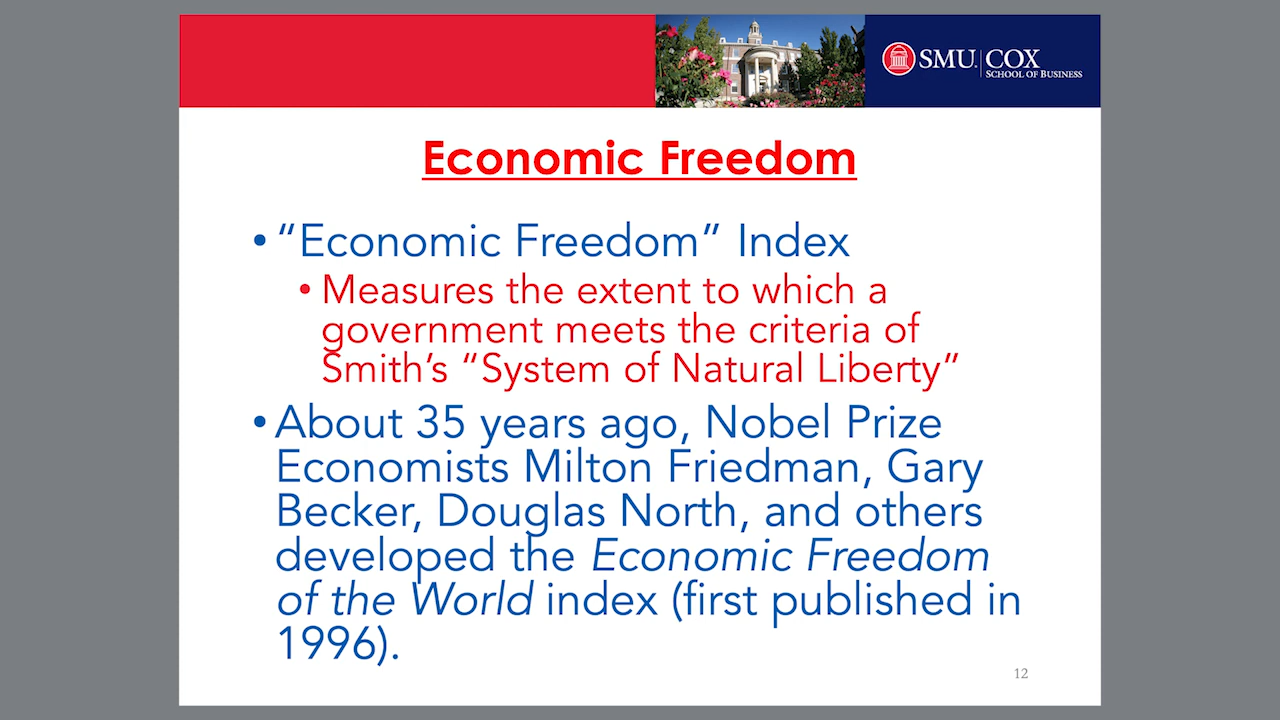 SMU. COX
SCHOOL OF BUSINESS
Economic Freedom
• “Economic Freedom” Index
• Measures the extent to which a
government meets the criteria of
Smith’s “System of Natural Liberty”
• About 35 years ago, Nobel Prize
Economists Milton Friedman, Gary
Becker, Douglas North, and others
developed the Economic Freedom
of the World index (first published in
1996).
12